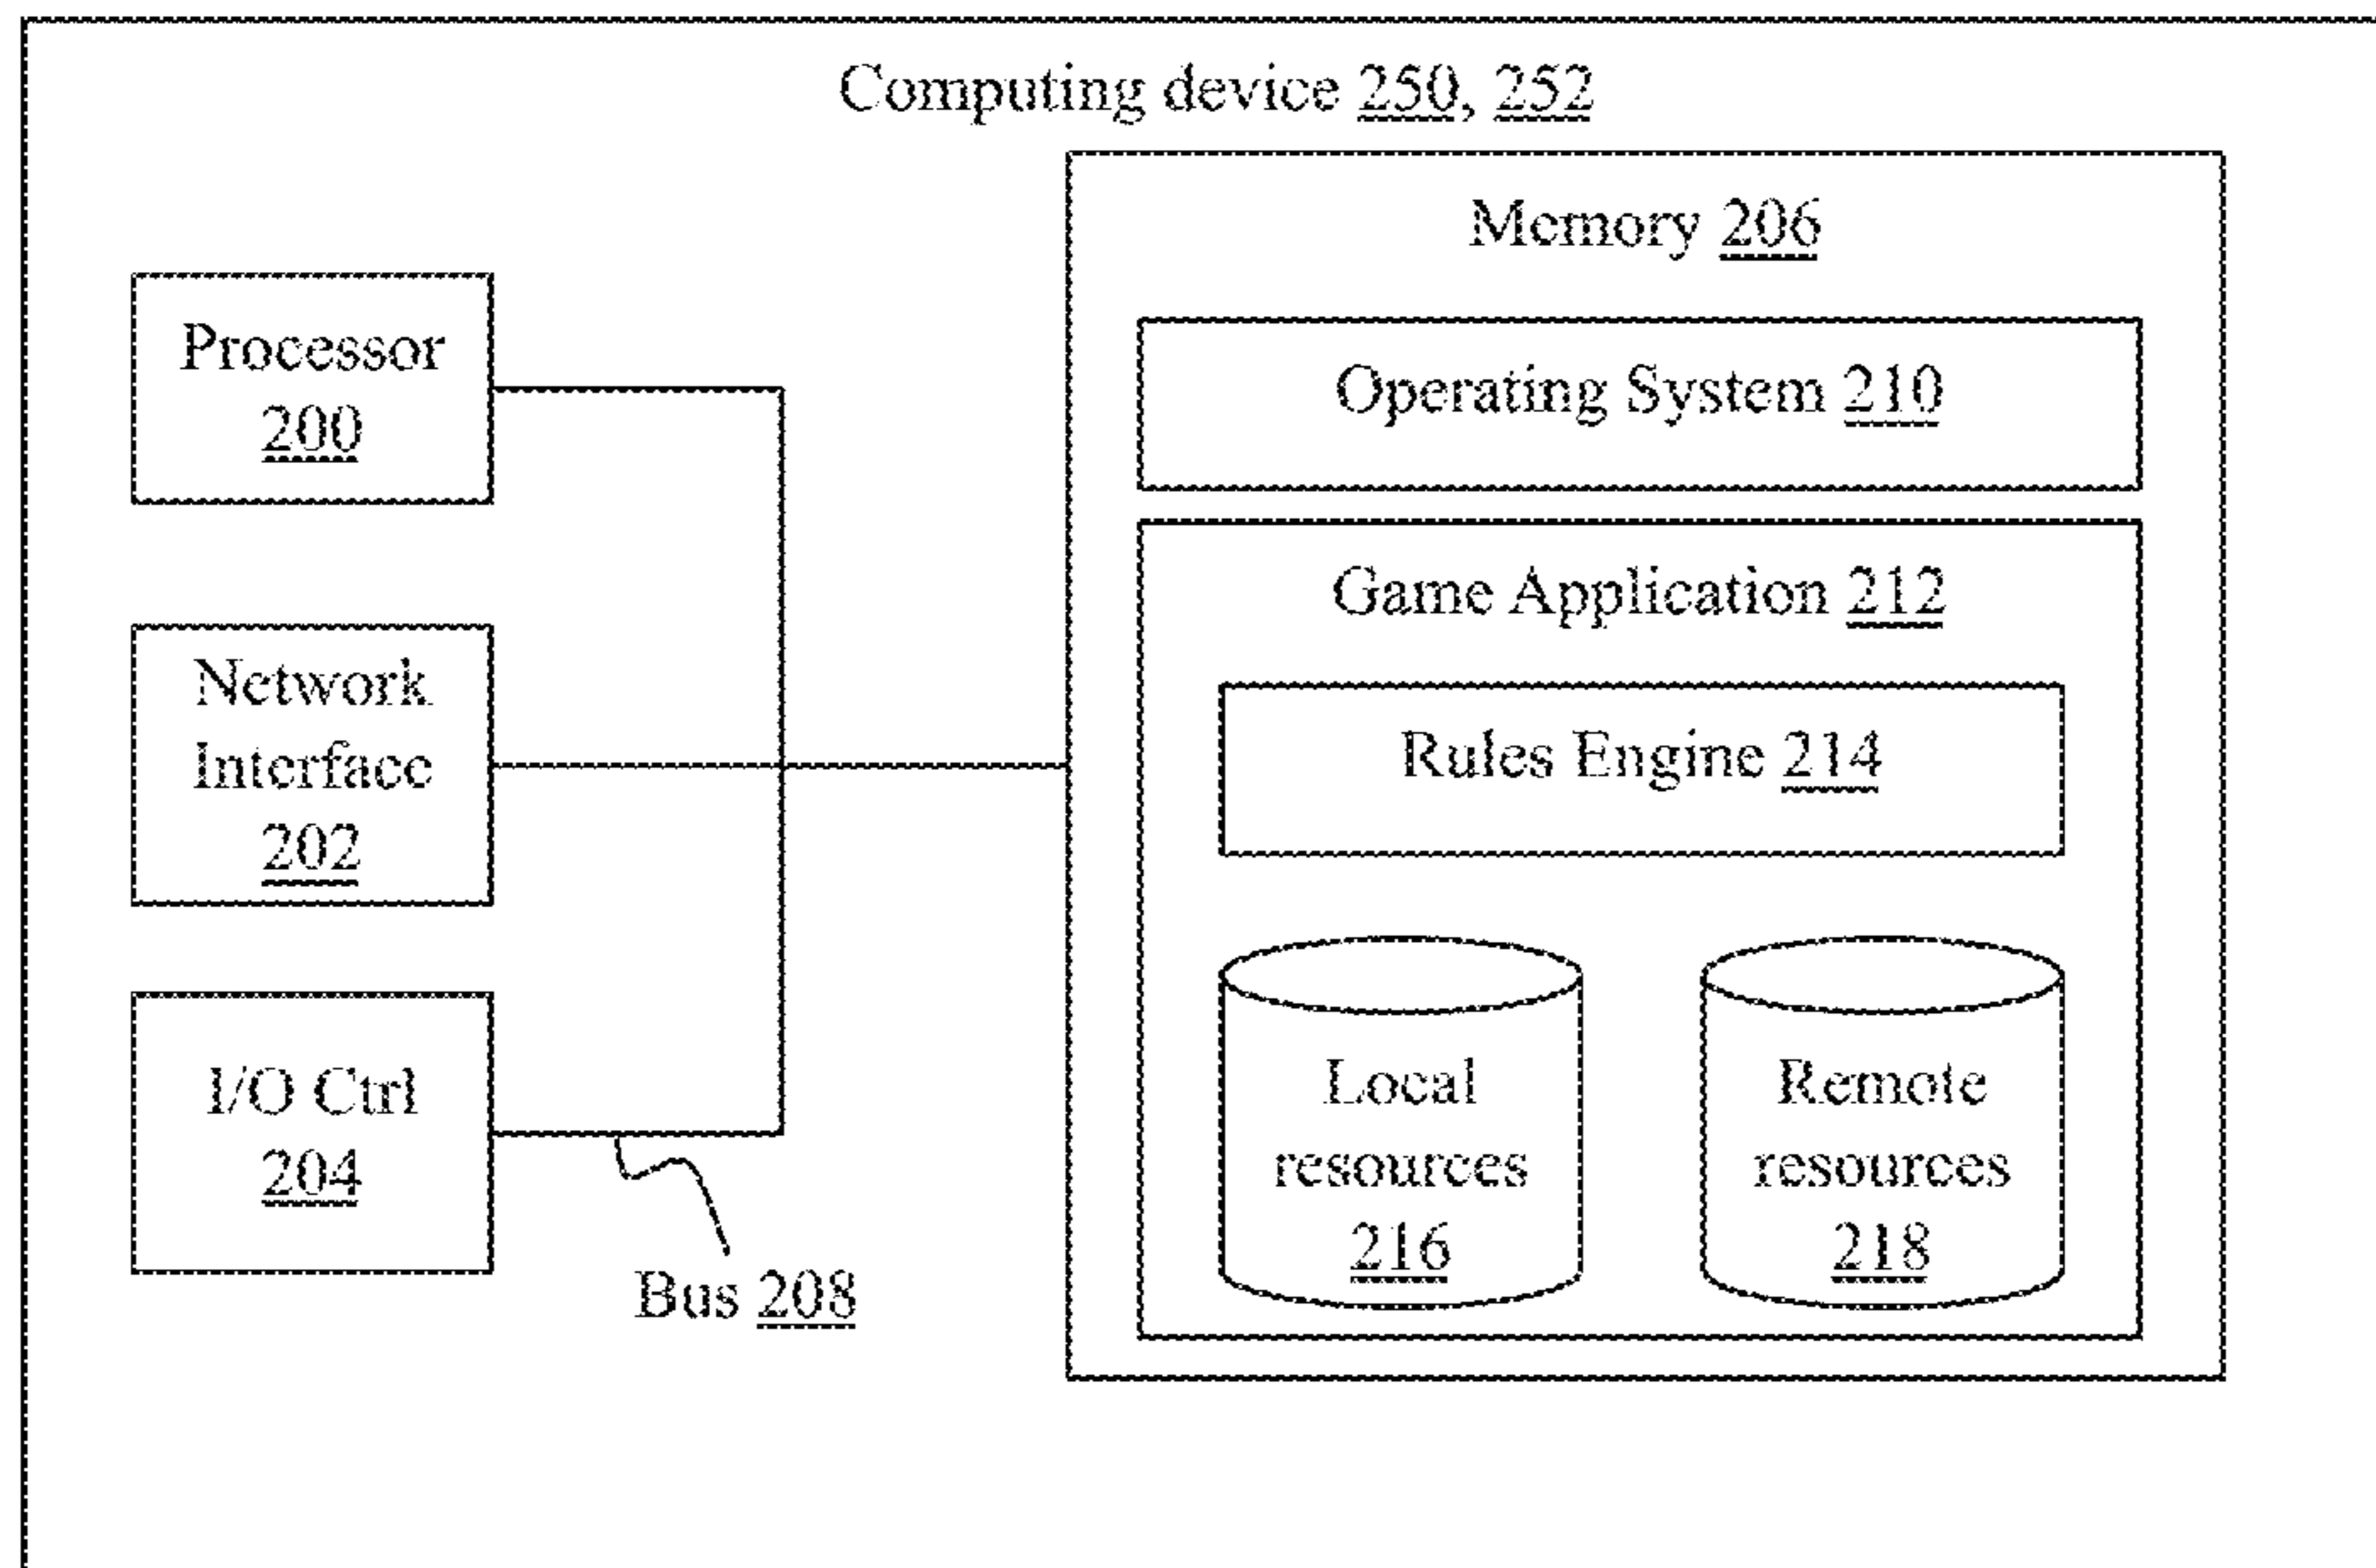 Computing device 250, 252
Memory 206
Processor
200
Operating System 210
Game Application 212
Network
Interface
202
Rules Engine 214
I/O Ctrl
204
Bus 208
Local
resources
216
Remote
resources
218